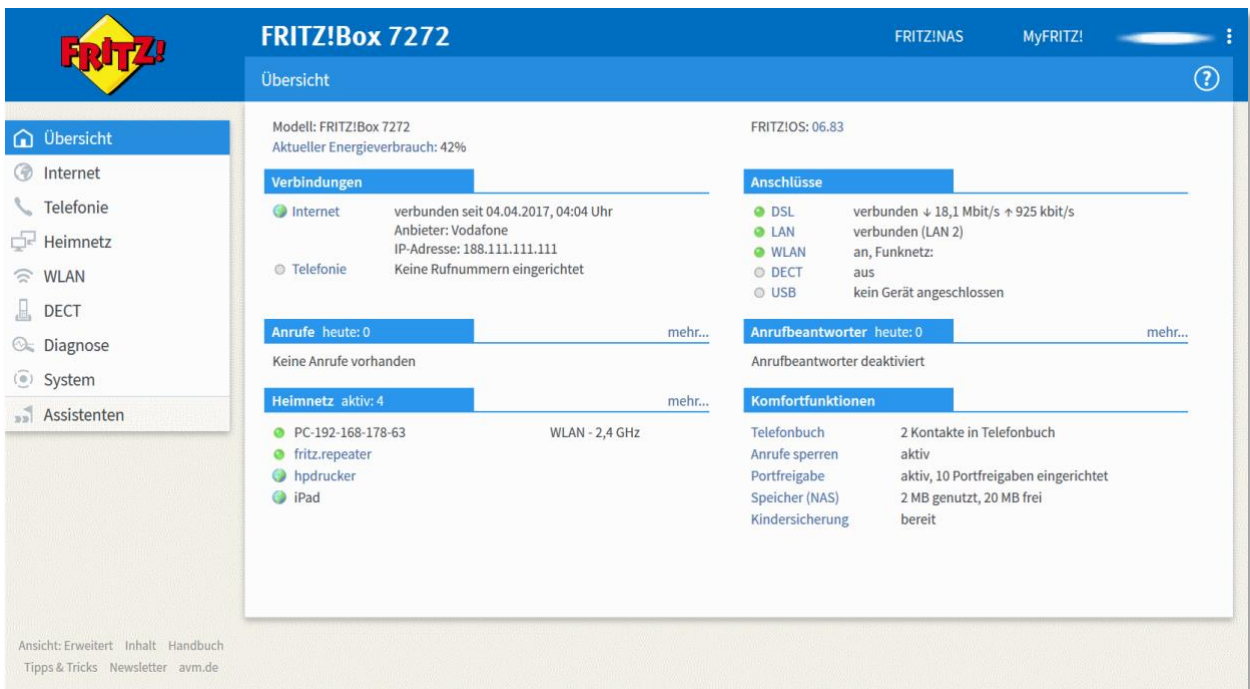 FRITZ!
FRITZ!Box 7272
FRITZ!NAS
MyFRITZ!
Übersicht
?
Übersicht
Internet
Telefonie
Heimnetz
WLAN
DECT
Diagnose
System
Assistenten
Modell: FRITZ!Box 7272
Aktueller Energieverbrauch: 42%
FRITZ!OS: 06.83
Verbindungen
Internet verbunden seit 04.04.2017, 04:04 Uhr
Anbieter: Vodafone
IP-Adresse: 188.111.111.111
Telefonie Keine Rufnummern eingerichtet
Anschlüsse
DSL verbunden ↓ 18,1 Mbit/s ↑ 925 kbit/s
LAN verbunden (LAN 2)
WLAN an, Funknetz:
DECT aus
USB kein Gerät angeschlossen
Anrufe heute: 0 mehr...
Keine Anrufe vorhanden
Anrufbeantworter heute: 0 mehr...
Anrufbeantworter deaktiviert
Heimnetz aktiv: 4 mehr...
PC-192-168-178-63 WLAN - 2,4 GHz
fritz.repeater
hpdrucker
iPad
Komfortfunktionen
Telefonbuch 2 Kontakte in Telefonbuch
Anrufe sperren aktiv
Portfreigabe aktiv, 10 Portfreigaben eingerichtet
Speicher (NAS) 2 MB genutzt, 20 MB frei
Kindersicherung bereit
Ansicht: Erweitert Inhalt Handbuch
Tipps & Tricks Newsletter avm.de